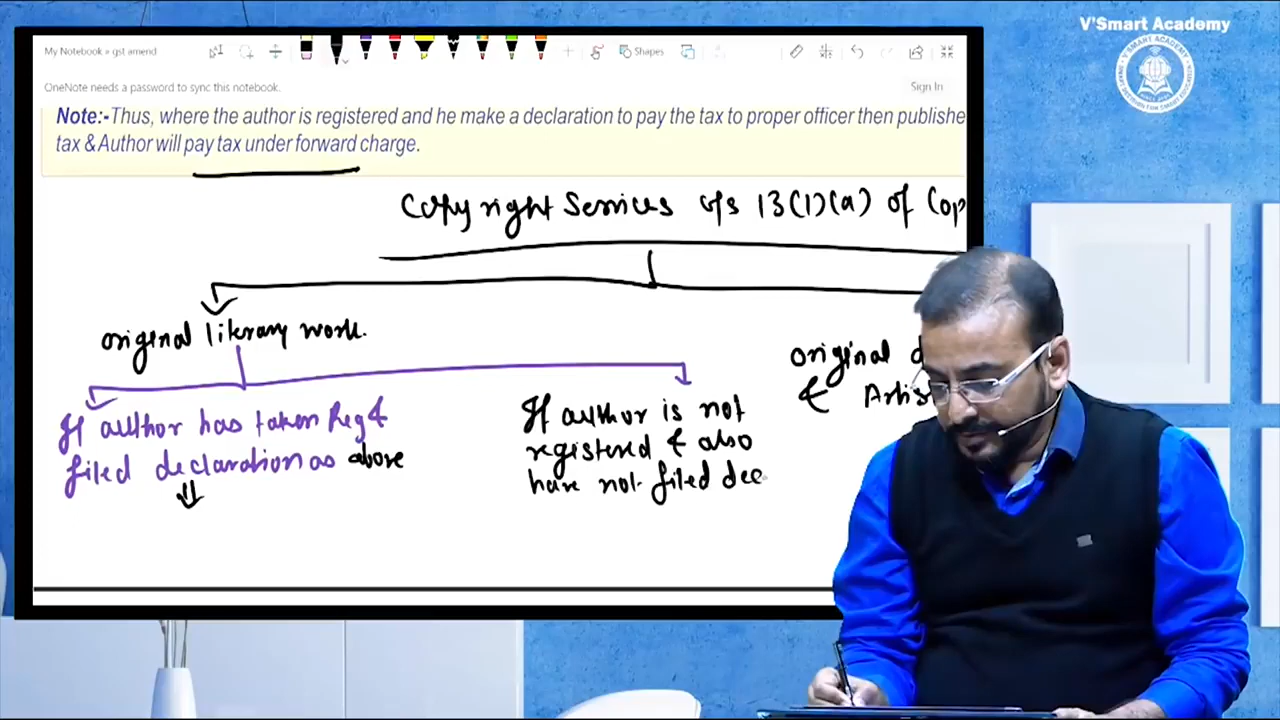 V'Smart Academy
My Notebook » gst amend
Shapes
OneNote needs a password to sync this notebook.
Sign In
Note:-Thus, where the author is registered and he make a declaration to pay the tax to proper officer then publishe
tax & Author will pay tax under forward charge.
Copyright Services u/s 13(1)(a) of Cop
original literary work.
original
& Artis
If author has taken Reg &
filed declaration as above
If author is not
registered & also
have not filed dec